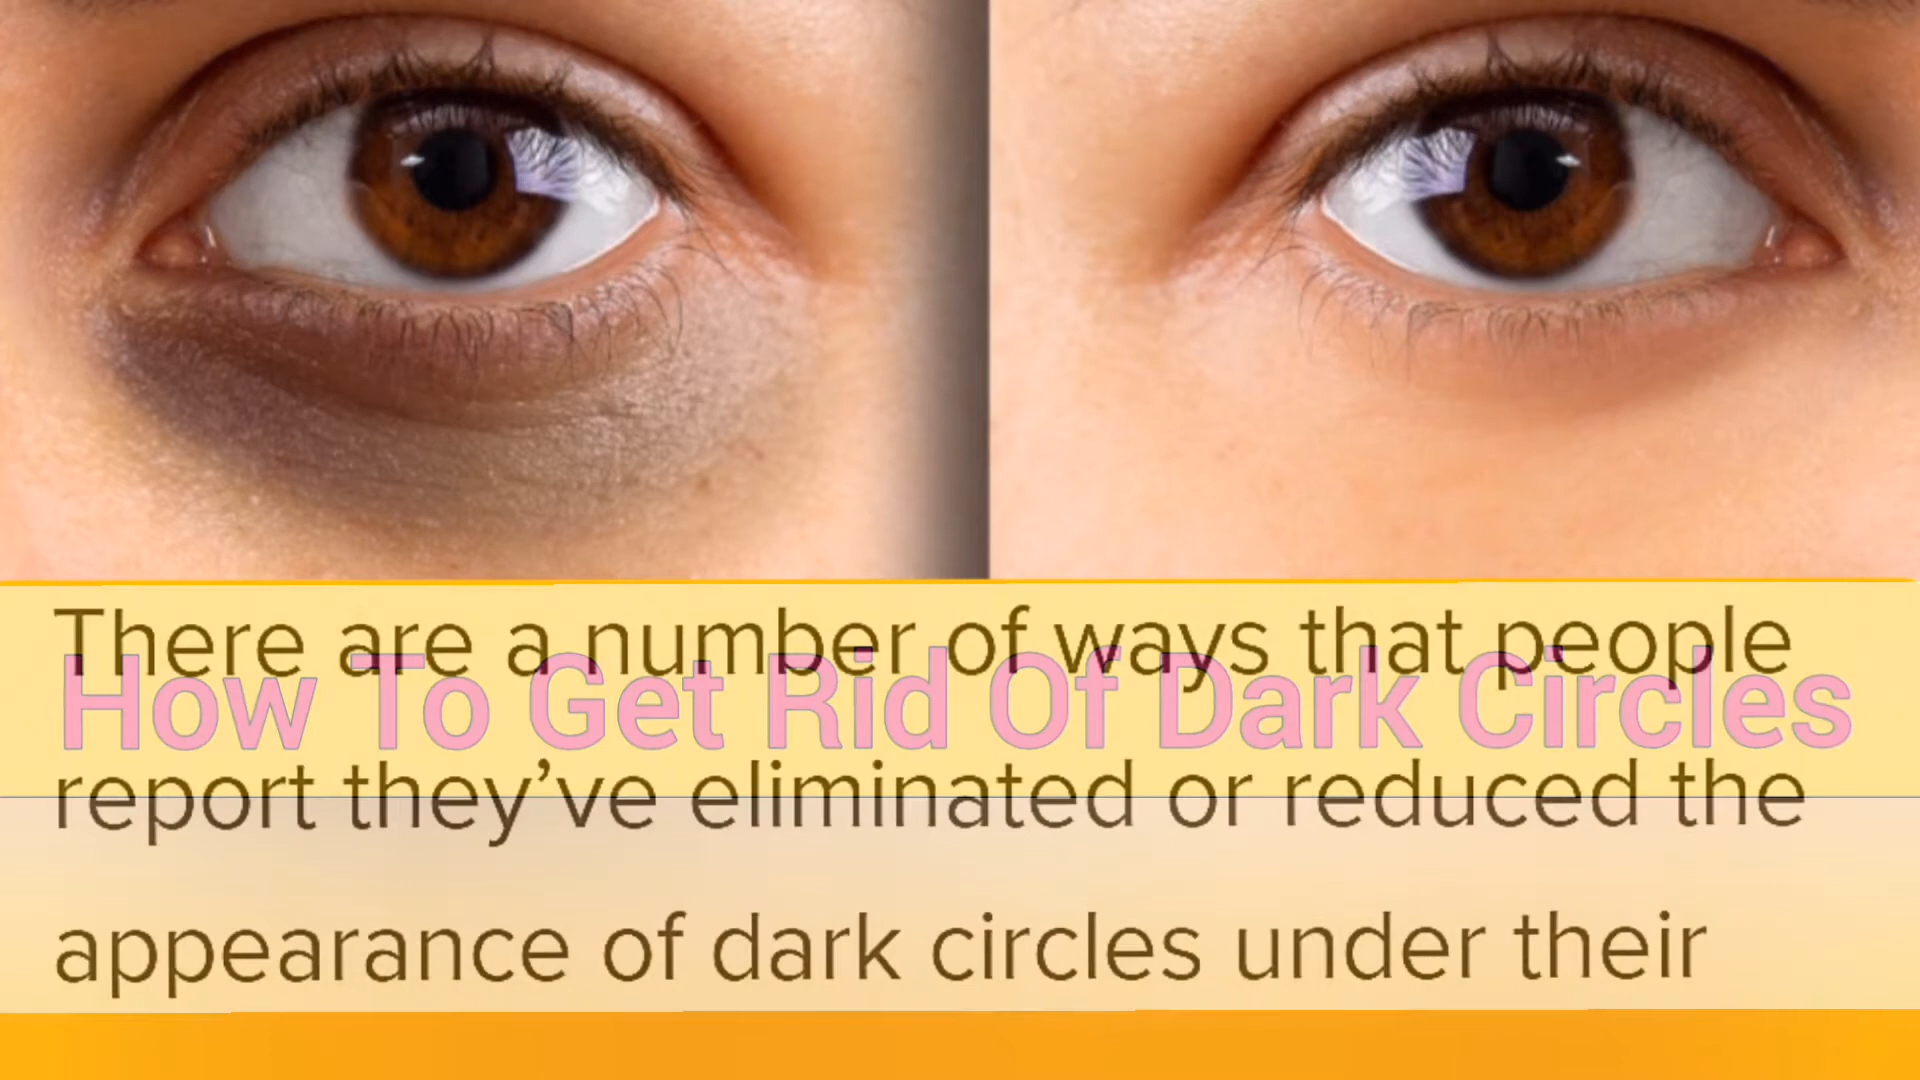 There are a number of ways that people
How To Get Rid Of Dark Circles
report they’ve eliminated or reduced the
appearance of dark circles under their